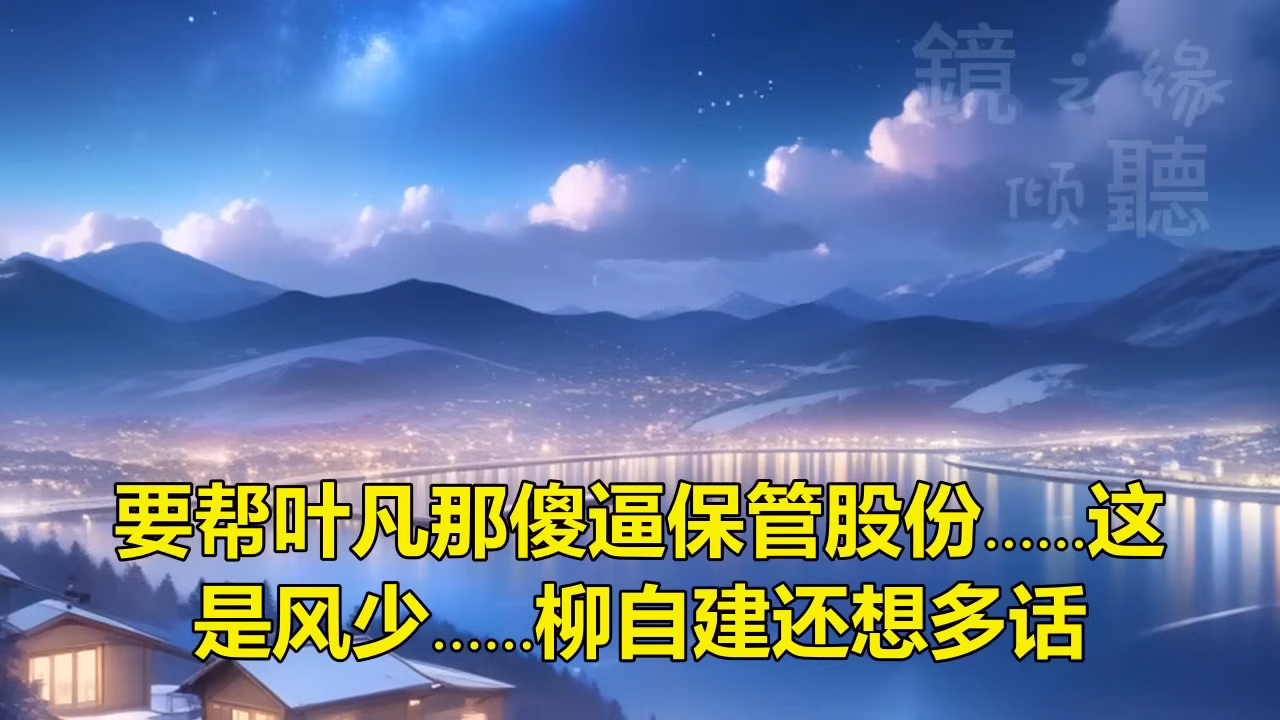 鏡之缘
倾聽
要帮叶凡那傻逼保管股份……这
是风少……柳自建还想多话